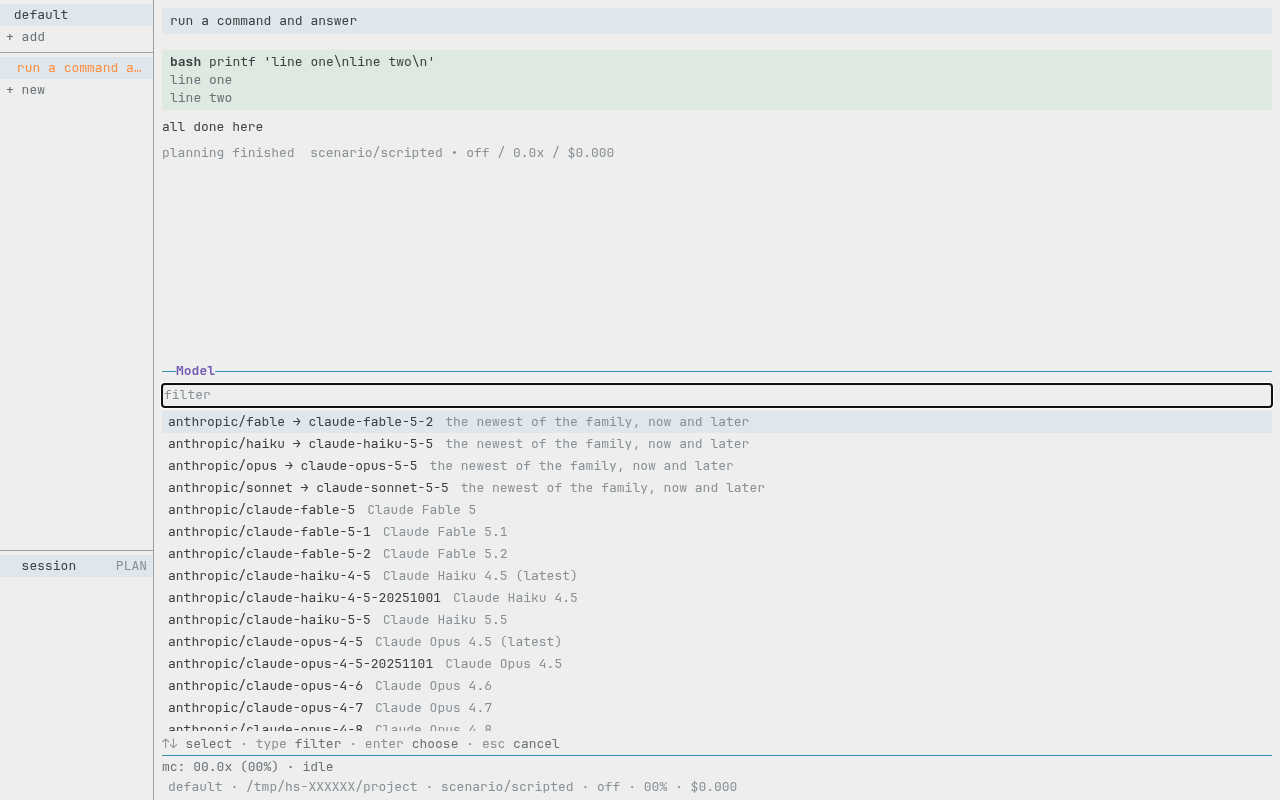 default
+ add
run a command a…
+ new
run a command and answer
bash printf 'line one\nline two\n'
line one
line two
all done here
planning finished  scenario/scripted • off / 0.0x / $0.000
Model
filter
anthropic/fable → claude-fable-5-2  the newest of the family, now and later
anthropic/haiku → claude-haiku-5-5  the newest of the family, now and later
anthropic/opus → claude-opus-5-5  the newest of the family, now and later
anthropic/sonnet → claude-sonnet-5-5  the newest of the family, now and later
anthropic/claude-fable-5  Claude Fable 5
anthropic/claude-fable-5-1  Claude Fable 5.1
anthropic/claude-fable-5-2  Claude Fable 5.2
anthropic/claude-haiku-4-5  Claude Haiku 4.5 (latest)
anthropic/claude-haiku-4-5-20251001  Claude Haiku 4.5
anthropic/claude-haiku-5-5  Claude Haiku 5.5
anthropic/claude-opus-4-5  Claude Opus 4.5 (latest)
anthropic/claude-opus-4-5-20251101  Claude Opus 4.5
anthropic/claude-opus-4-6  Claude Opus 4.6
anthropic/claude-opus-4-7  Claude Opus 4.7
anthropic/claude-opus-4-8  Claude Opus 4.8
↑↓ select · type filter · enter choose · esc cancel
session  PLAN
mc: 00.0x (00%) · idle
default · /tmp/hs-XXXXXX/project · scenario/scripted · off · 00% · $0.000